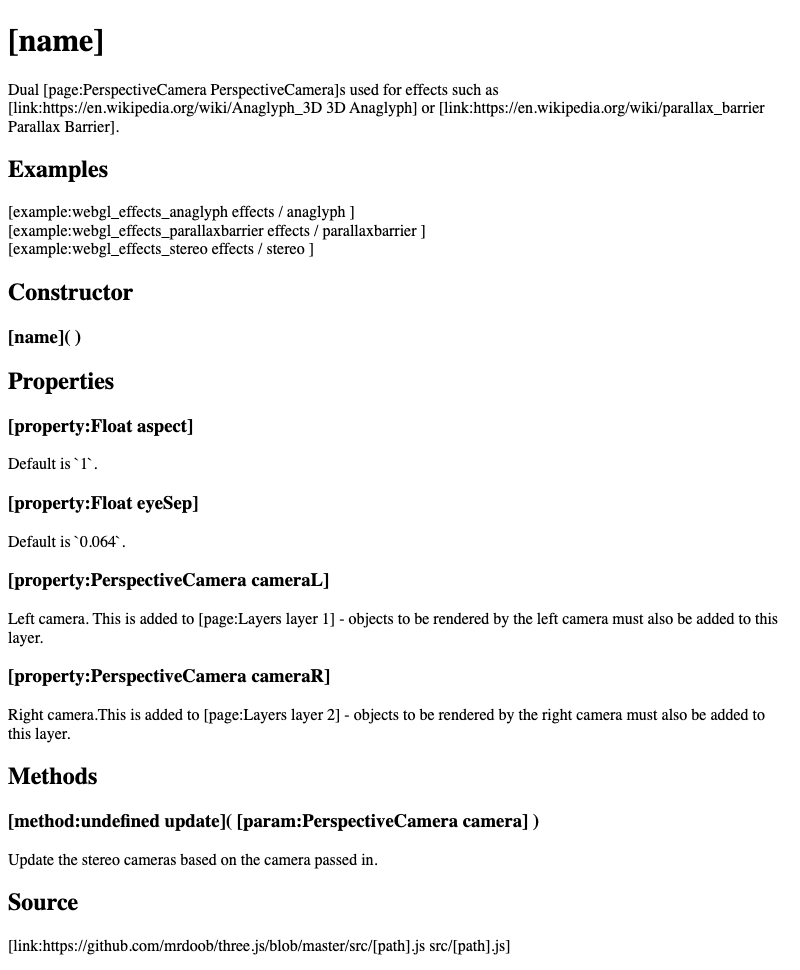 [name]
Dual [page:PerspectiveCamera PerspectiveCamera]s used for effects such as
[link:https://en.wikipedia.org/wiki/Anaglyph_3D 3D Anaglyph] or [link:https://en.wikipedia.org/wiki/parallax_barrier
Parallax Barrier].
Examples
[example:webgl_effects_anaglyph effects / anaglyph ]
[example:webgl_effects_parallaxbarrier effects / parallaxbarrier ]
[example:webgl_effects_stereo effects / stereo ]
Constructor
[name]( )
Properties
[property:Float aspect]
Default is `1`.
[property:Float eyeSep]
Default is `0.064`.
[property:PerspectiveCamera cameraL]
Left camera. This is added to [page:Layers layer 1] - objects to be rendered by the left camera must also be added to this
layer.
[property:PerspectiveCamera cameraR]
Right camera.This is added to [page:Layers layer 2] - objects to be rendered by the right camera must also be added to
this layer.
Methods
[method:undefined update]( [param:PerspectiveCamera camera] )
Update the stereo cameras based on the camera passed in.
Source
[link:https://github.com/mrdoob/three.js/blob/master/src/[path].js src/[path].js]